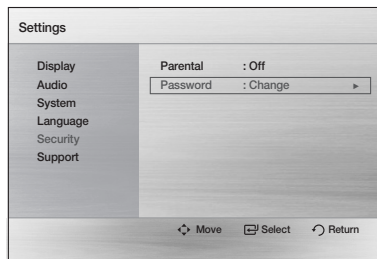 Settings
Display
Audio
System
Language
Security
Support
Parental : Off
Password : Change ►
Move Select Return